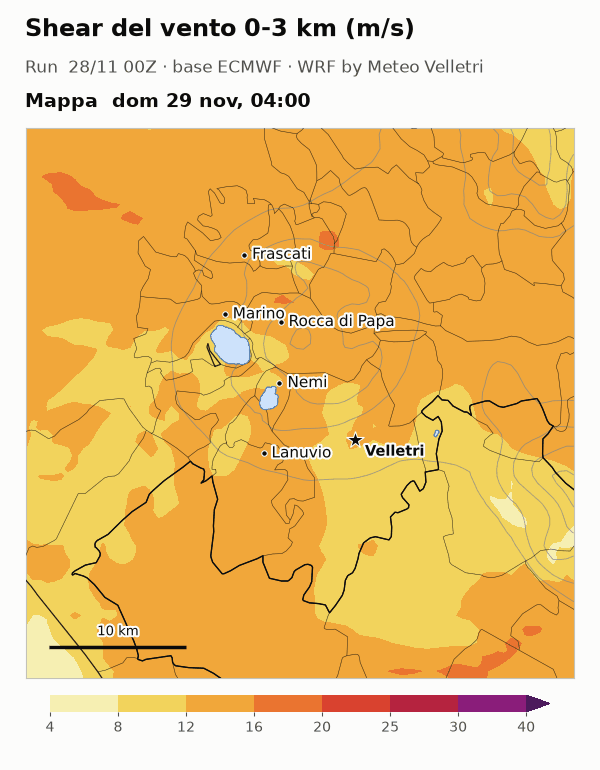 Shear del vento 0-3 km (m/s)
Run  28/11 00Z · base ECMWF · WRF by Meteo Velletri
Mappa  dom 29 nov, 04:00
Frascati
Marino
Rocca di Papa
Nemi
Velletri
Lanuvio
10 km
4 8 12 16 20 25 30 40